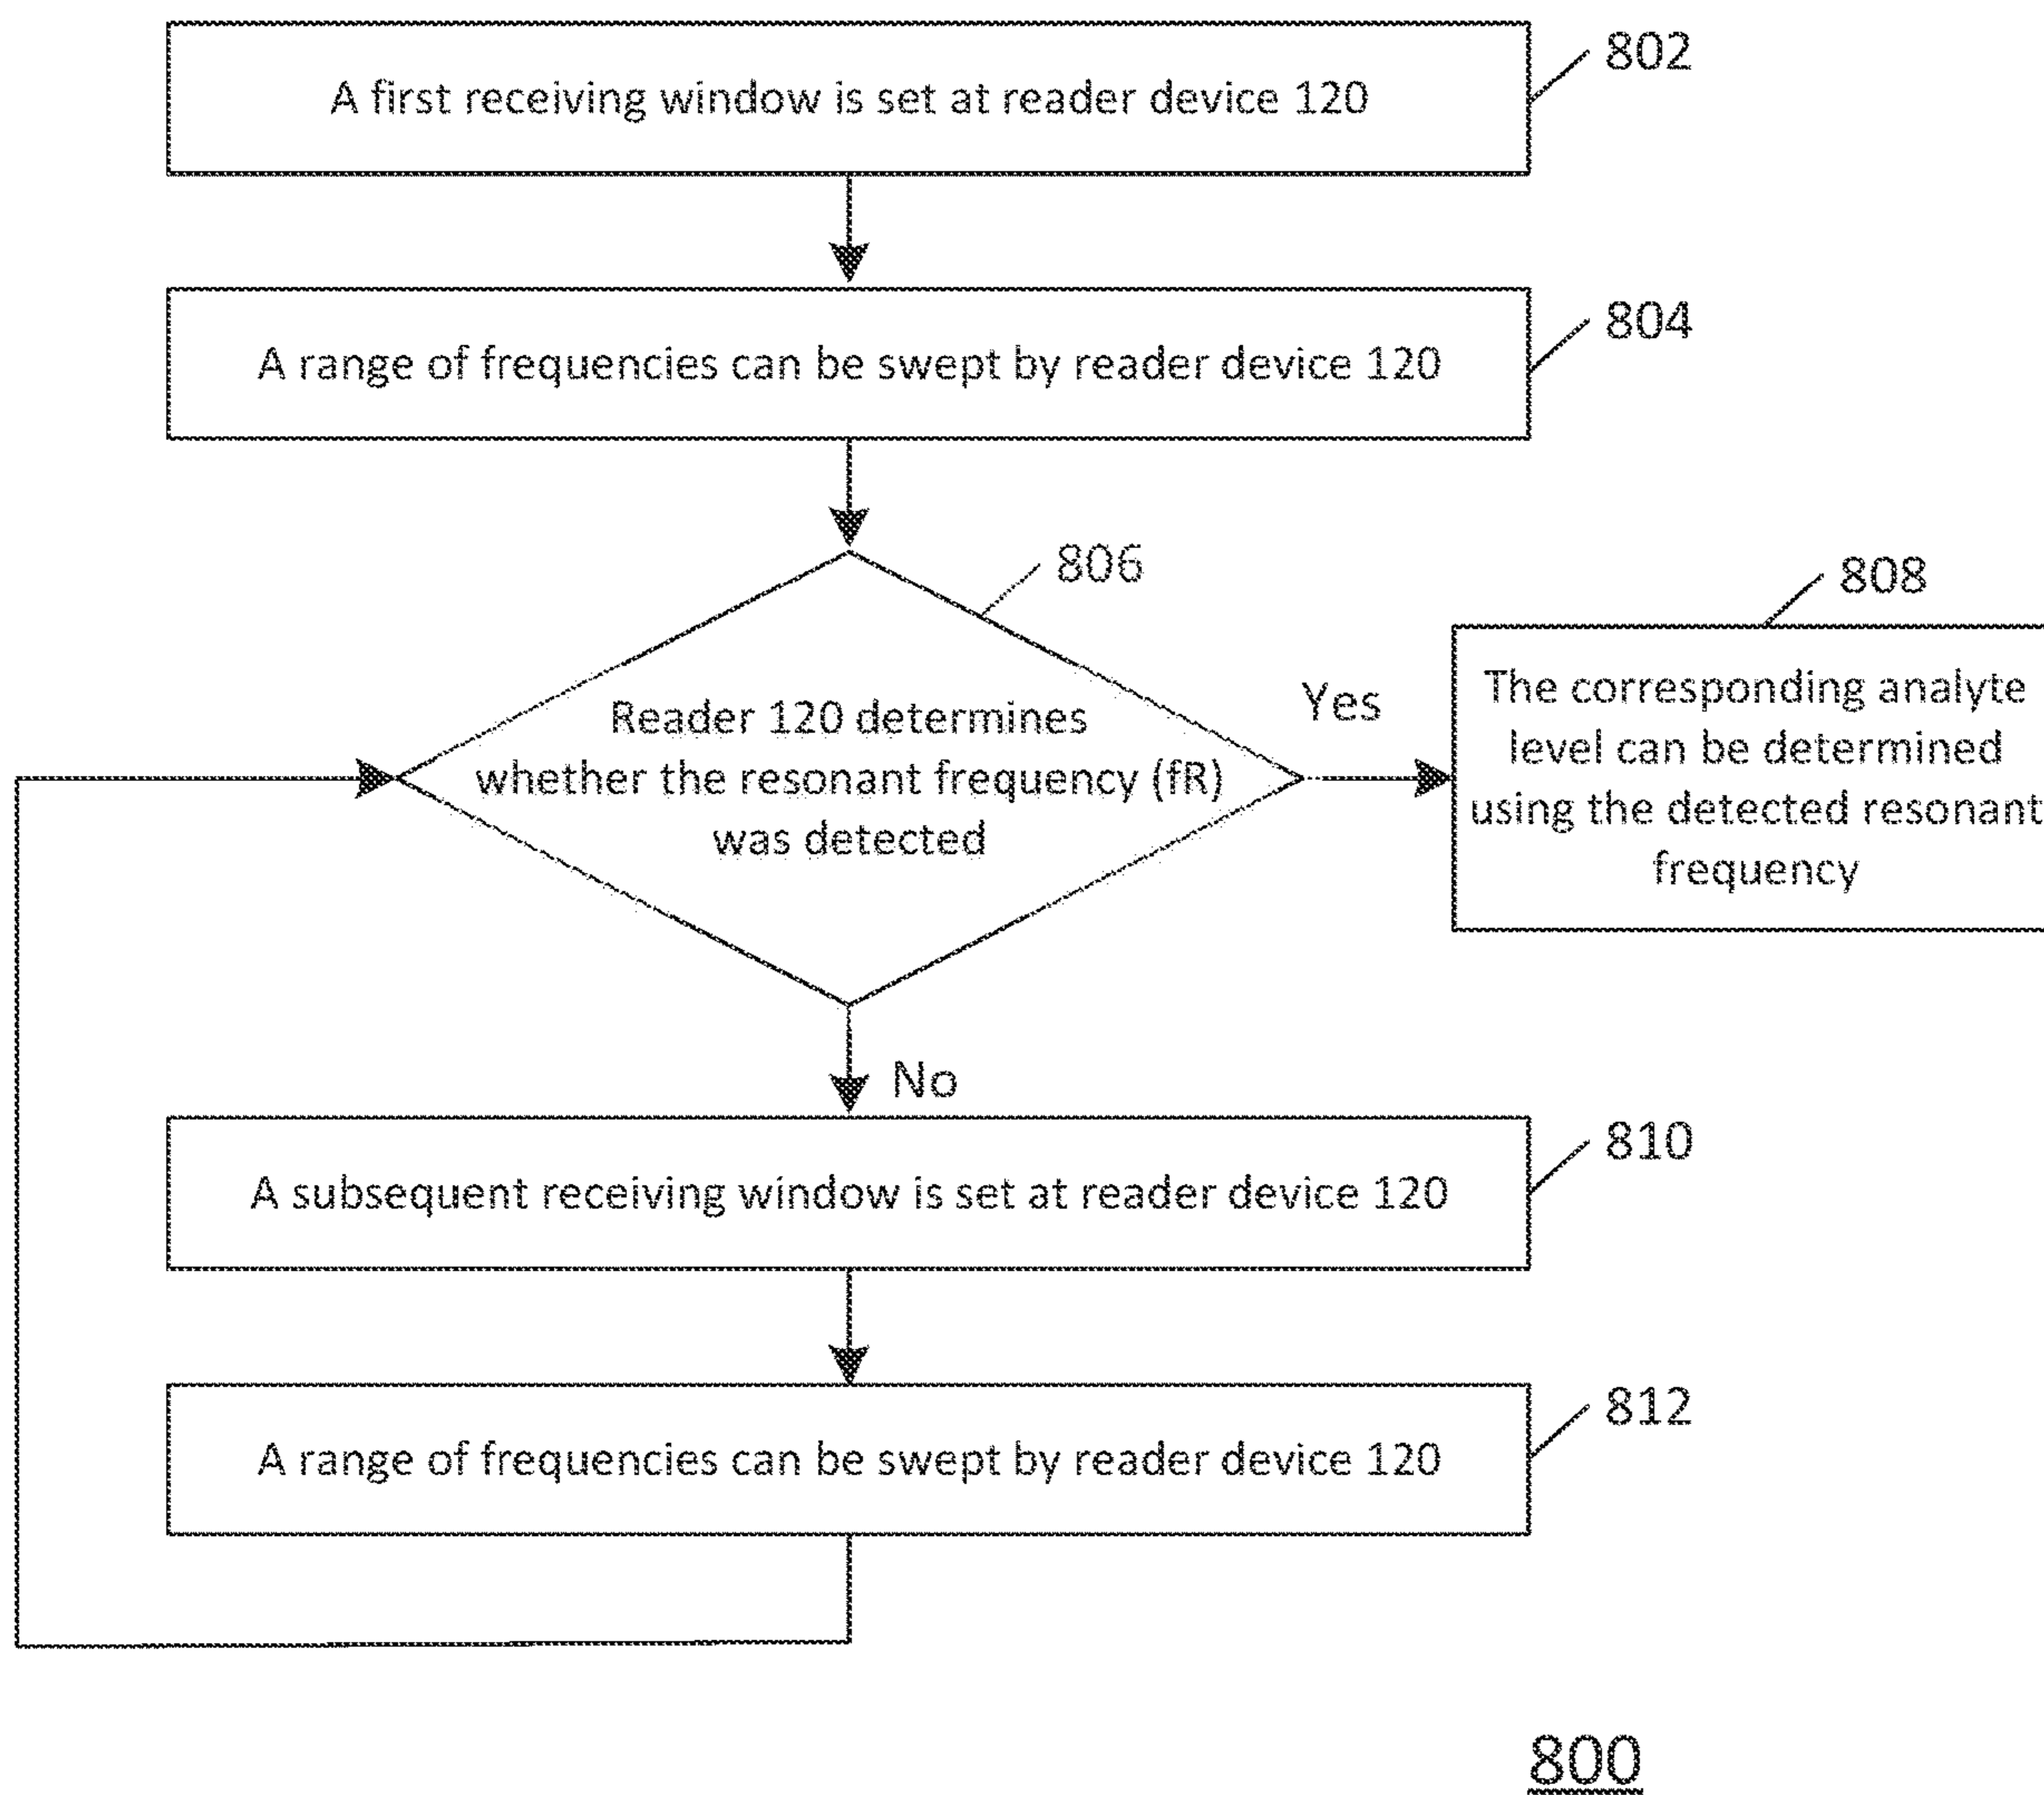 A first receiving window is set at reader device 120
802
A range of frequencies can be swept by reader device 120
804
806
Reader 120 determines
whether the resonant frequency (fR)
was detected
Yes
808
The corresponding analyte
level can be determined
using the detected resonant
frequency
No
A subsequent receiving window is set at reader device 120
810
A range of frequencies can be swept by reader device 120
812
800